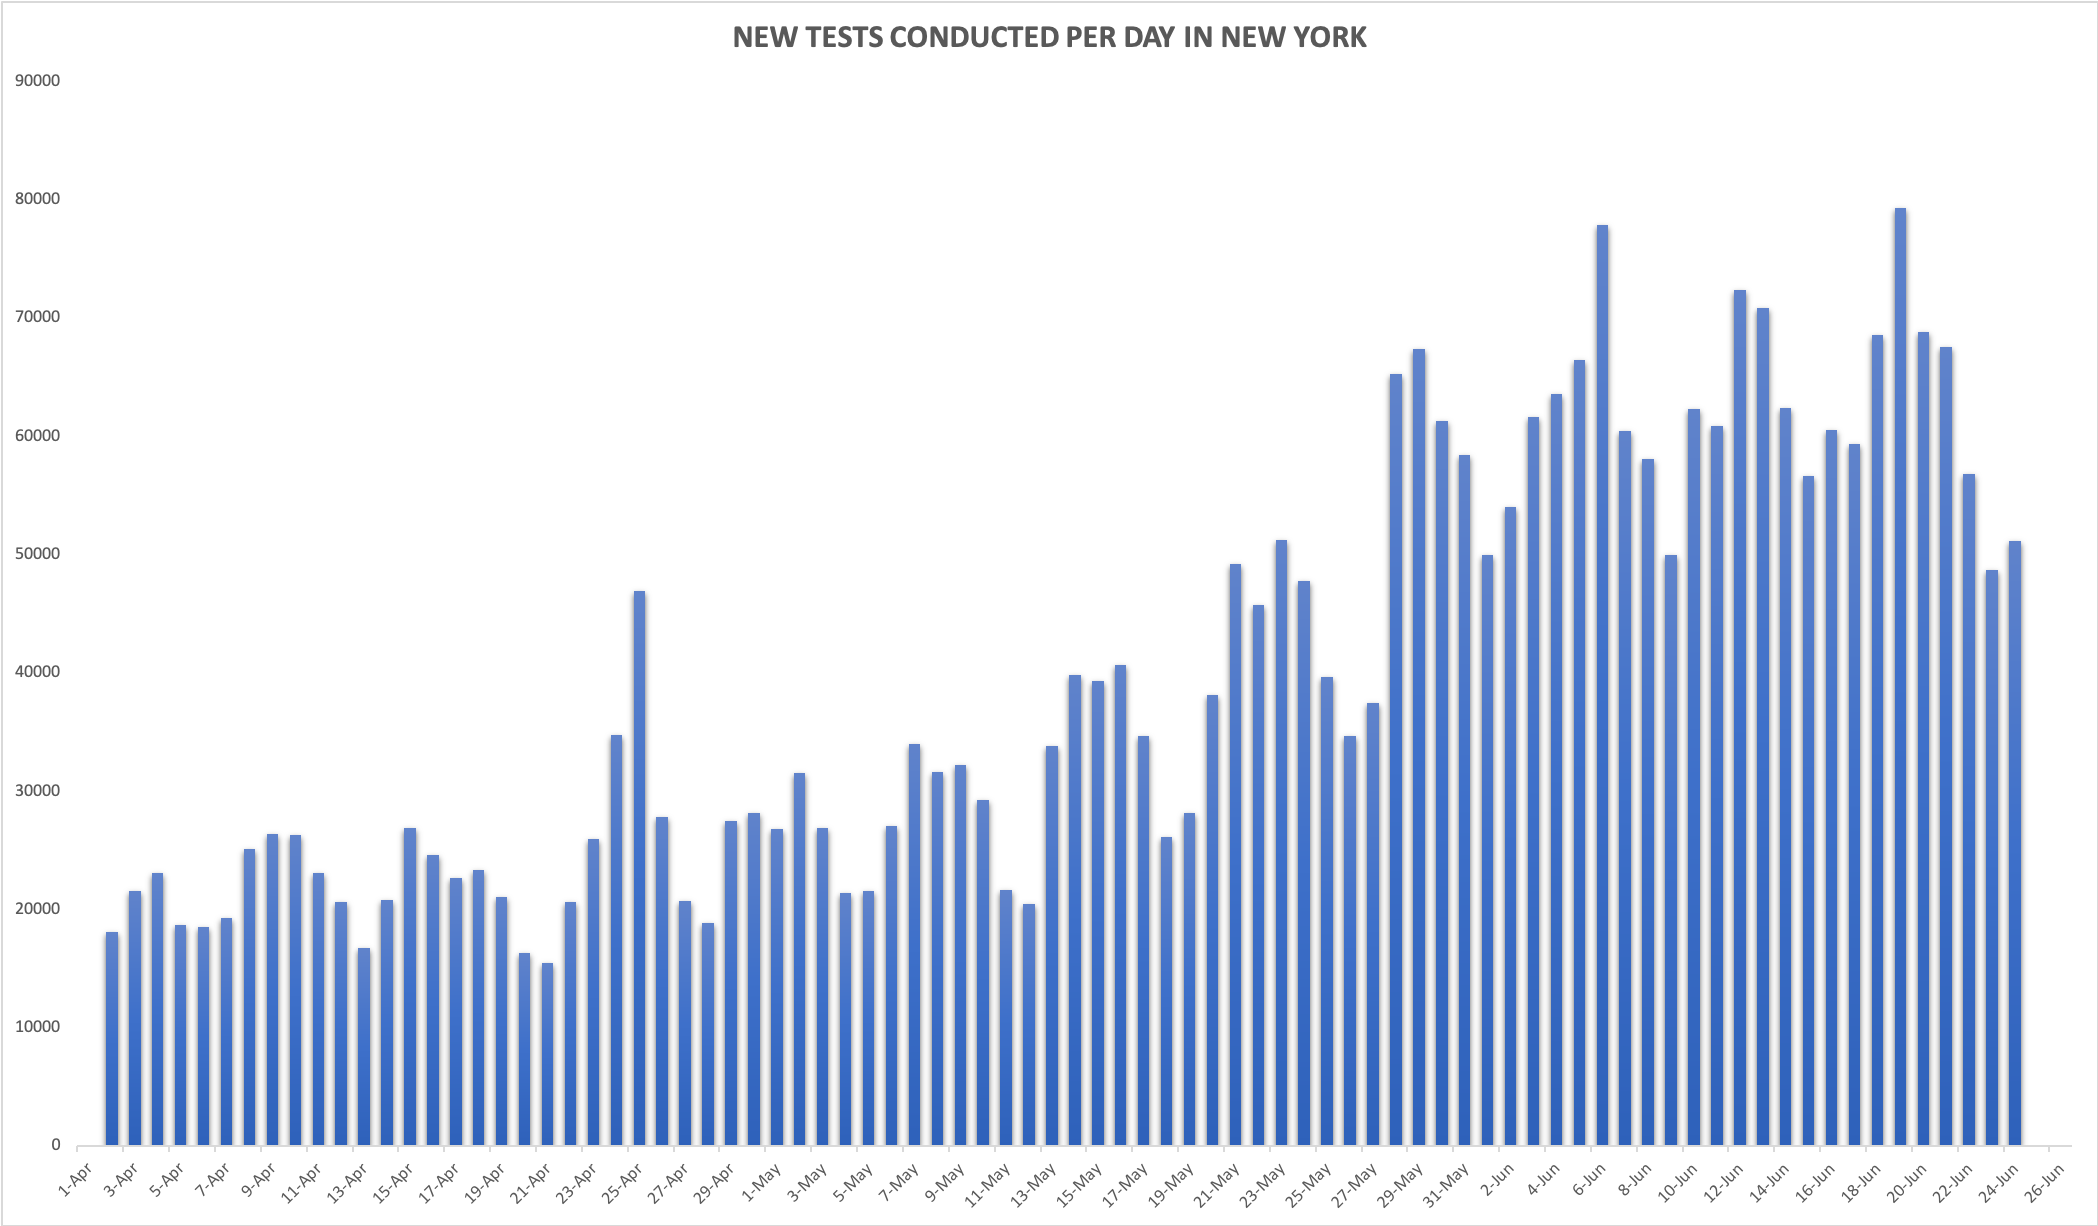 NEW TESTS CONDUCTED PER DAY IN NEW YORK
90000
80000
70000
60000
50000
40000
30000
20000
10000
0
1-Apr
3-Apr
5-Apr
7-Apr
9-Apr
11-Apr
13-Apr
15-Apr
17-Apr
19-Apr
21-Apr
23-Apr
25-Apr
27-Apr
29-Apr
1-May
3-May
5-May
7-May
9-May
11-May
13-May
15-May
17-May
19-May
21-May
23-May
25-May
27-May
29-May
31-May
2-Jun
4-Jun
6-Jun
8-Jun
10-Jun
12-Jun
14-Jun
16-Jun
18-Jun
20-Jun
22-Jun
24-Jun
26-Jun